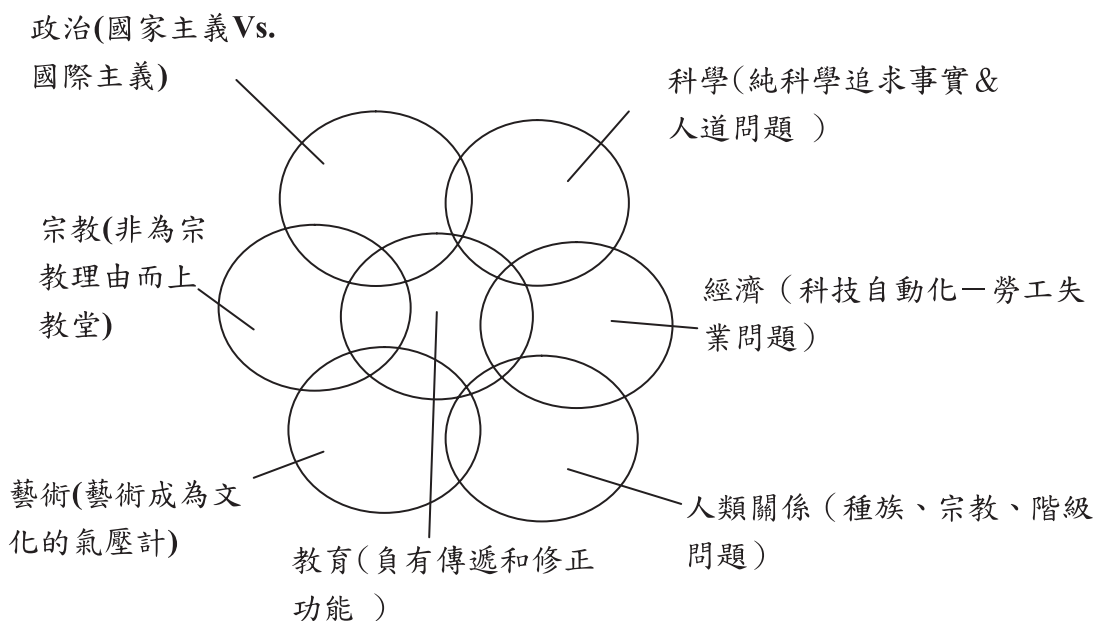 政治(國家主義Vs.
國際主義)
科學(純科學追求事實&
人道問題 )
宗教(非為宗
教理由而上
教堂)
經濟（科技自動化－勞工失
業問題）
藝術(藝術成為文
化的氣壓計)
人類關係（種族、宗教、階級
問題）
教育(負有傳遞和修正
功能 )